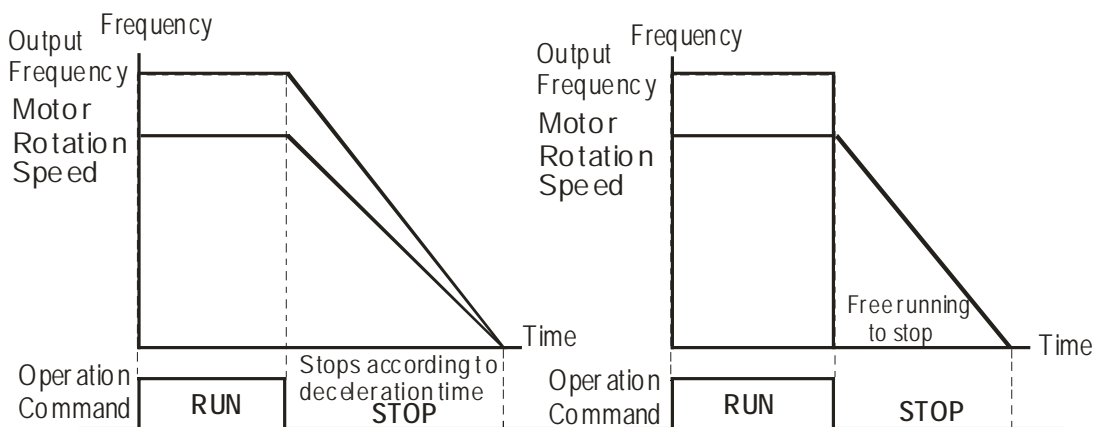 Frequency
Output
Frequency
Motor
Rotation
Speed
Time
Stops according to
deceleration time
Operation
Command
RUN
STOP
Frequency
Output
Frequency
Motor
Rotation
Speed
Free running
to stop
Time
Operation
Command
RUN
STOP